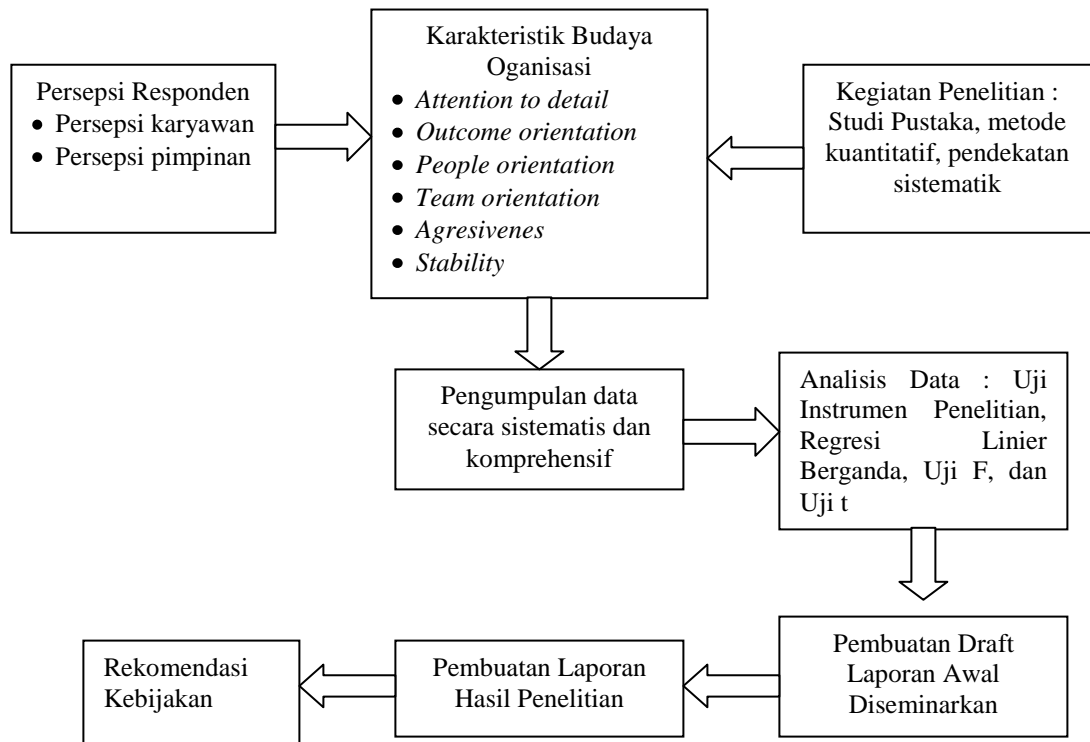 Persepsi Responden
• Persepsi karyawan
• Persepsi pimpinan
Karakteristik Budaya
Oganisasi
• Attention to detail
• Outcome orientation
• People orientation
• Team orientation
• Agresivenes
• Stability
Kegiatan Penelitian :
Studi Pustaka, metode
kuantitatif, pendekatan
sistematik
Pengumpulan data
secara sistematis dan
komprehensif
Analisis Data : Uji
Instrumen Penelitian,
Regresi Linier
Berganda, Uji F, dan
Uji t
Pembuatan Draft
Laporan Awal
Diseminarkan
Pembuatan Laporan
Hasil Penelitian
Rekomendasi
Kebijakan